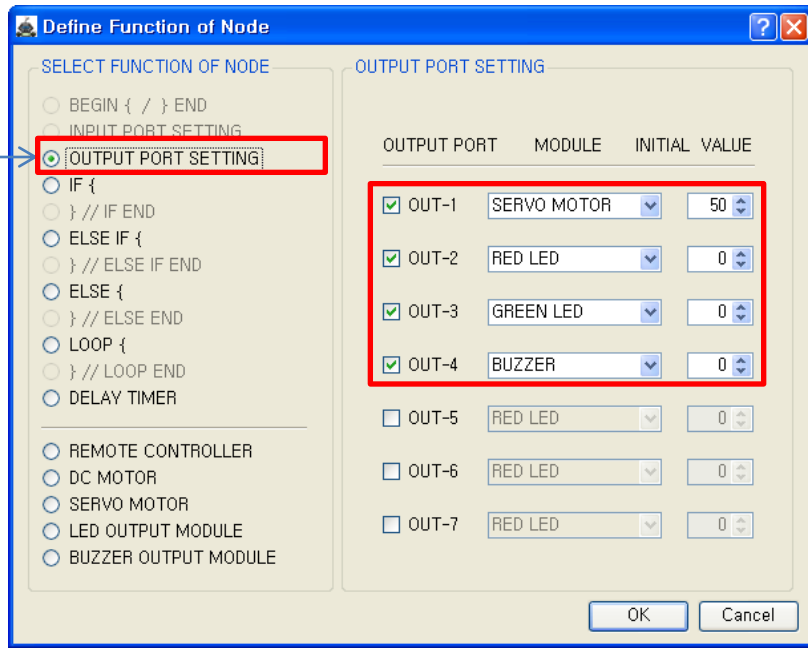 Define Function of Node
SELECT FUNCTION OF NODE
BEGIN { / } END
INPUT PORT SETTING
OUTPUT PORT SETTING
IF {
} // IF END
ELSE IF {
} // ELSE IF END
ELSE {
} // ELSE END
LOOP {
} // LOOP END
DELAY TIMER
REMOTE CONTROLLER
DC MOTOR
SERVO MOTOR
LED OUTPUT MODULE
BUZZER OUTPUT MODULE
OUTPUT PORT SETTING
OUTPUT PORT MODULE INITIAL VALUE
OUT-1 SERVO MOTOR 50
OUT-2 RED LED 0
OUT-3 GREEN LED 0
OUT-4 BUZZER 0
OUT-5 RED LED 0
OUT-6 RED LED 0
OUT-7 RED LED 0
OK Cancel